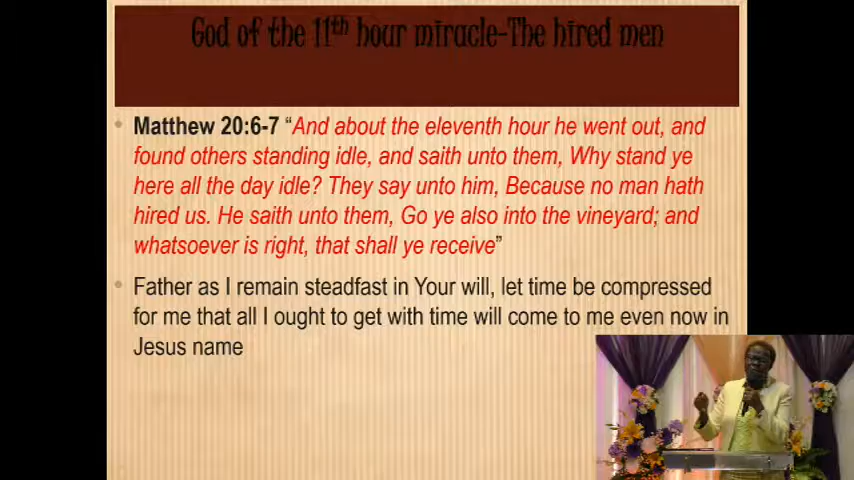 God of the 11th hour miracle-The hired men
• Matthew 20:6-7 “And about the eleventh hour he went out, and
found others standing idle, and saith unto them, Why stand ye
here all the day idle? They say unto him, Because no man hath
hired us. He saith unto them, Go ye also into the vineyard; and
whatsoever is right, that shall ye receive”
• Father as I remain steadfast in Your will, let time be compressed
for me that all I ought to get with time will come to me even now in
Jesus name